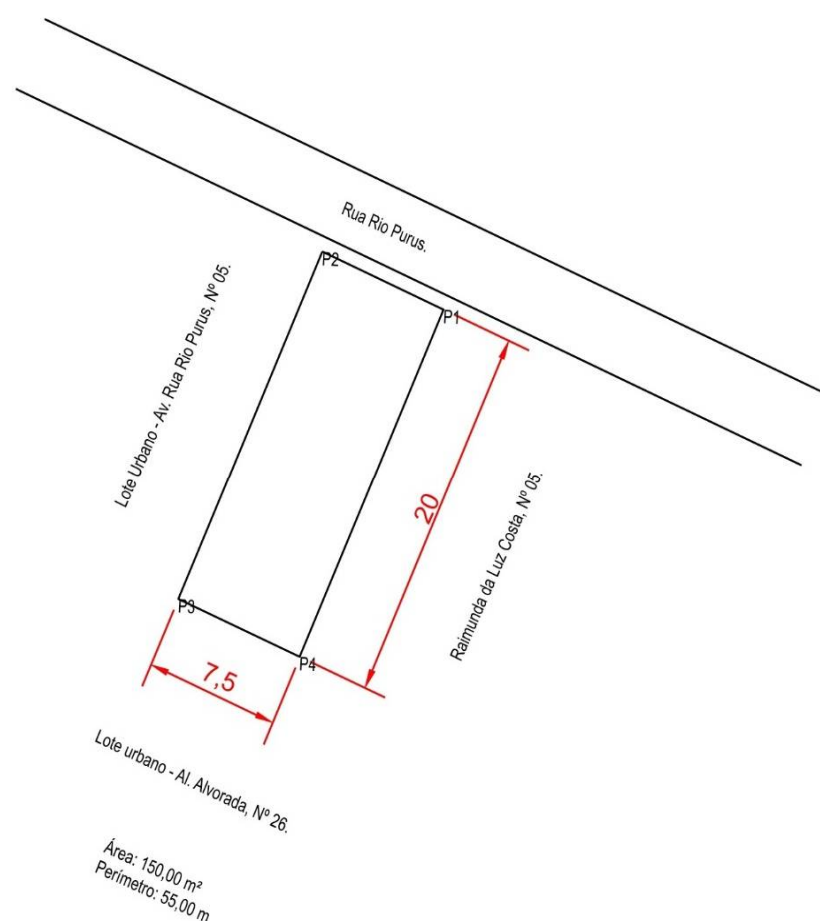 Rua Rio Purus.
P2
P1
Lote Urbano - Av. Rua Rio Purus, Nº 05.
20
Raimunda da Luz Costa, Nº 05.
P3
P4
7,5
Lote urbano - Al. Alvorada, Nº 26.
Área: 150,00 m²
Perímetro: 55,00 m